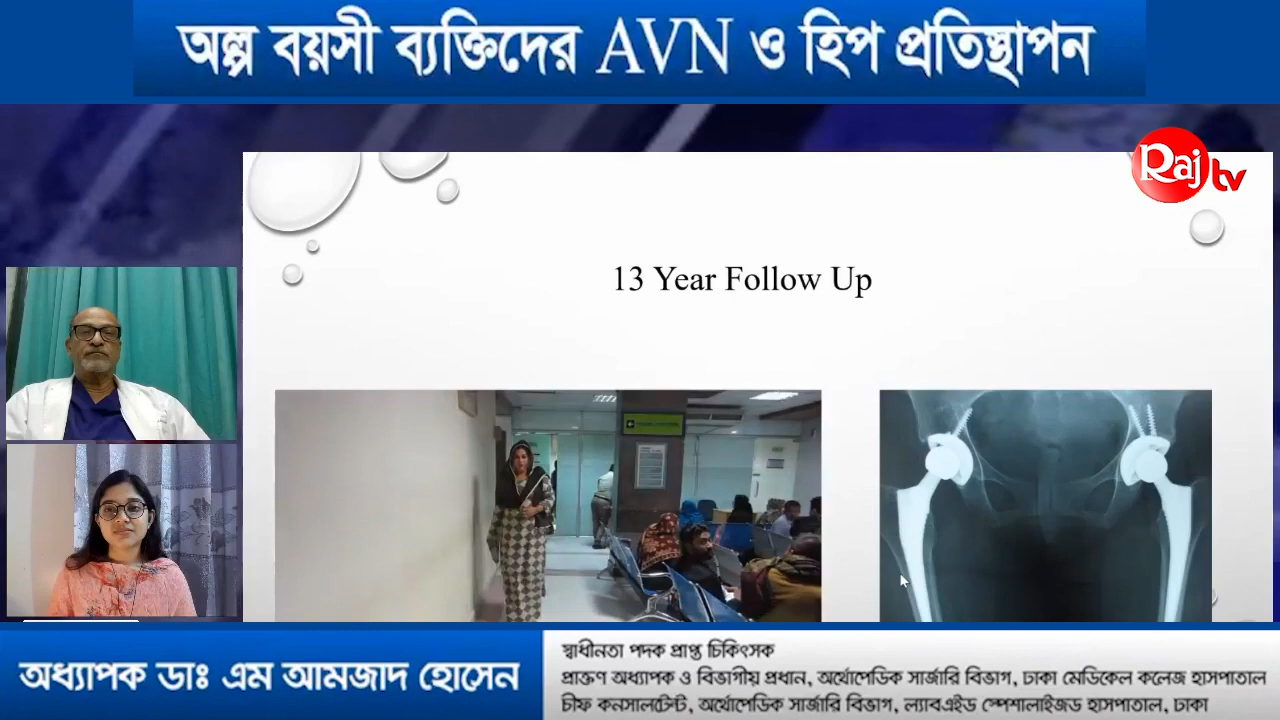 অল্প বয়সী ব্যক্তিদের AVN ও হিপ প্রতিস্থাপন
Raj tv
13 Year Follow Up
অধ্যাপক ডাঃ এম আমজাদ হোসেন
স্বাধীনতা পদক প্রাপ্ত চিকিৎসক
প্রাক্তণ অধ্যাপক ও বিভাগীয় প্রধান, অর্থোপেডিক সার্জারি বিভাগ, ঢাকা মেডিকেল কলেজ হাসপাতাল
চীফ কনসালটেন্ট, অর্থোপেডিক সার্জারি বিভাগ, ল্যাবএইড স্পেশালাইজড হাসপাতাল, ঢাকা